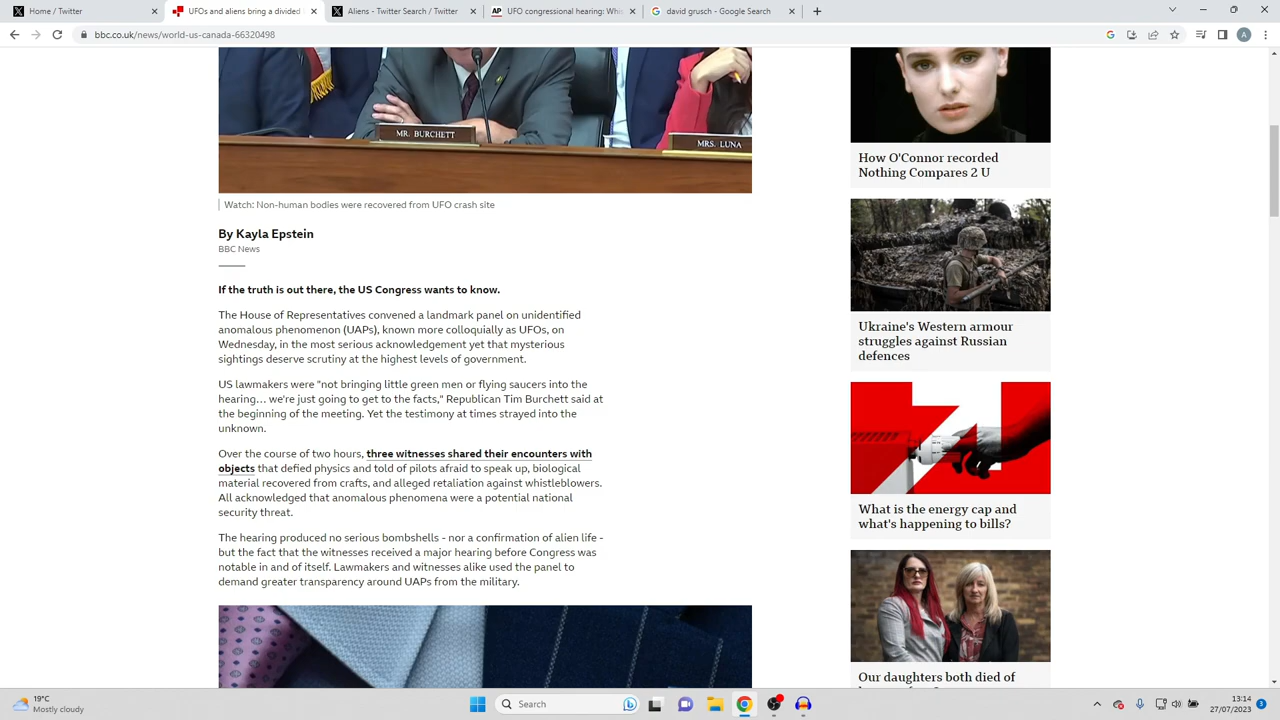 Home / Twitter
UFOs and aliens bring a divided
Aliens - Twitter Search / Twitter
UFO congressional hearing: Whis
david grusch - Google Search
bbc.co.uk/news/world-us-canada-66320498
A
MR. BURCHETT
MRS. LUNA
Watch: Non-human bodies were recovered from UFO crash site
By Kayla Epstein
BBC News
If the truth is out there, the US Congress wants to know.
The House of Representatives convened a landmark panel on unidentified
anomalous phenomenon (UAPs), known more colloquially as UFOs, on
Wednesday, in the most serious acknowledgement yet that mysterious
sightings deserve scrutiny at the highest levels of government.
US lawmakers were "not bringing little green men or flying saucers into the
hearing... we're just going to get to the facts," Republican Tim Burchett said at
the beginning of the meeting. Yet the testimony at times strayed into the
unknown.
Over the course of two hours, three witnesses shared their encounters with
objects that defied physics and told of pilots afraid to speak up, biological
material recovered from crafts, and alleged retaliation against whistleblowers.
All acknowledged that anomalous phenomena were a potential national
security threat.
The hearing produced no serious bombshells - nor a confirmation of alien life -
but the fact that the witnesses received a major hearing before Congress was
notable in and of itself. Lawmakers and witnesses alike used the panel to
demand greater transparency around UAPs from the military.
How O'Connor recorded
Nothing Compares 2 U
Ukraine's Western armour
struggles against Russian
defences
What is the energy cap and
what's happening to bills?
Our daughters both died of
19°C
Mostly cloudy
Search
13:14
27/07/2023
3